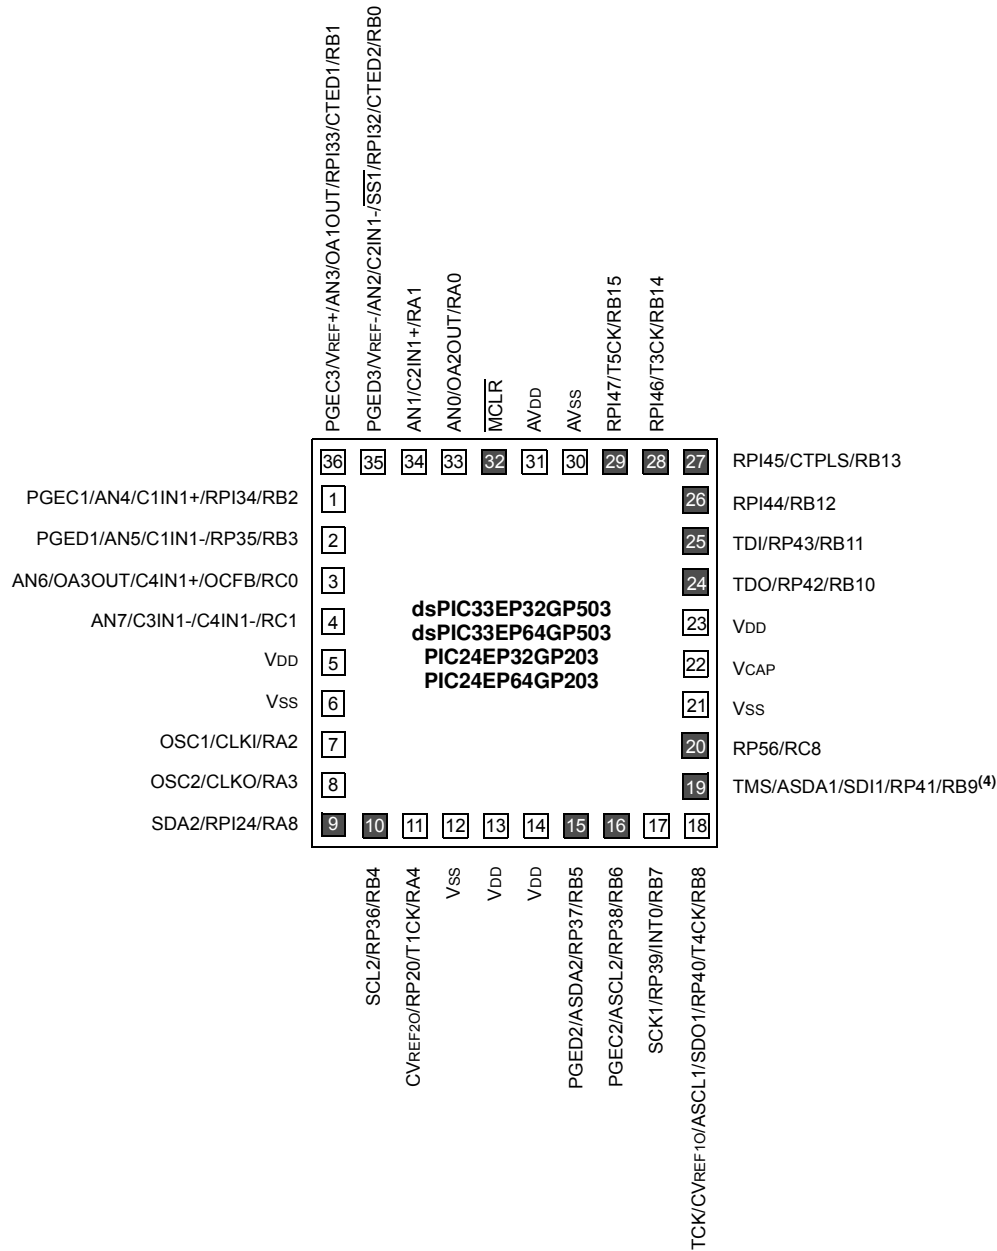 PGEC3/VREF+/AN3/OA1OUT/RPI33/CTED1/RB1
PGED3/VREF-/AN2/C2IN1-/SS1/RPI32/CTED2/RB0
AN1/C2IN1+/RA1
AN0/OA2OUT/RA0
MCLR
AVDD
AVSS
RPI47/T5CK/RB15
RPI46/T3CK/RB14
36 35 34 33 32 31 30 29 28 27 RPI45/CTPLS/RB13
PGEC1/AN4/C1IN1+/RPI34/RB2 1 26 RPI44/RB12
PGED1/AN5/C1IN1-/RP35/RB3 2 25 TDI/RP43/RB11
AN6/OA3OUT/C4IN1+/OCFB/RC0 3 24 TDO/RP42/RB10
AN7/C3IN1-/C4IN1-/RC1 4 23 VDD
VDD 5 22 VCAP
VSS 6 21 VSS
OSC1/CLKI/RA2 7 20 RP56/RC8
OSC2/CLKO/RA3 8 19 TMS/ASDA1/SDI1/RP41/RB9(4)
dsPIC33EP32GP503
dsPIC33EP64GP503
PIC24EP32GP203
PIC24EP64GP203
SDA2/RPI24/RA8 9 10 11 12 13 14 15 16 17 18
SCL2/RP36/RB4
CVREF2O/RP20/T1CK/RA4
VSS
VDD
VDD
PGED2/ASDA2/RP37/RB5
PGEC2/ASCL2/RP38/RB6
SCK1/RP39/INT0/RB7
TCK/CVREF1O/ASCL1/SDO1/RP40/T4CK/RB8